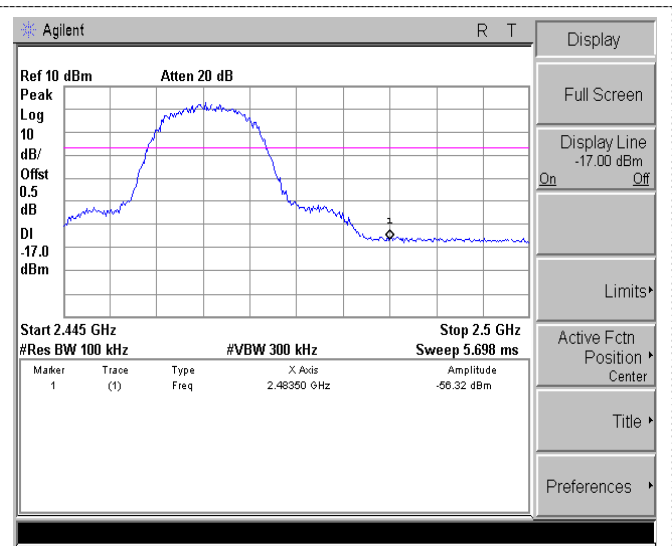 Agilent R T
Ref 10 dBm Atten 20 dB
Peak
Log
10
dB/
Offst
0.5
dB
DI
-17.0
dBm
1
Start 2.445 GHz Stop 2.5 GHz
#Res BW 100 kHz #VBW 300 kHz Sweep 5.698 ms
Marker Trace Type X Axis Amplitude
1 (1) Freq 2.48350 GHz -56.32 dBm
Display
Full Screen
Display Line
-17.00 dBm
On Off
Limits
Active Fctn
Position
Center
Title
Preferences